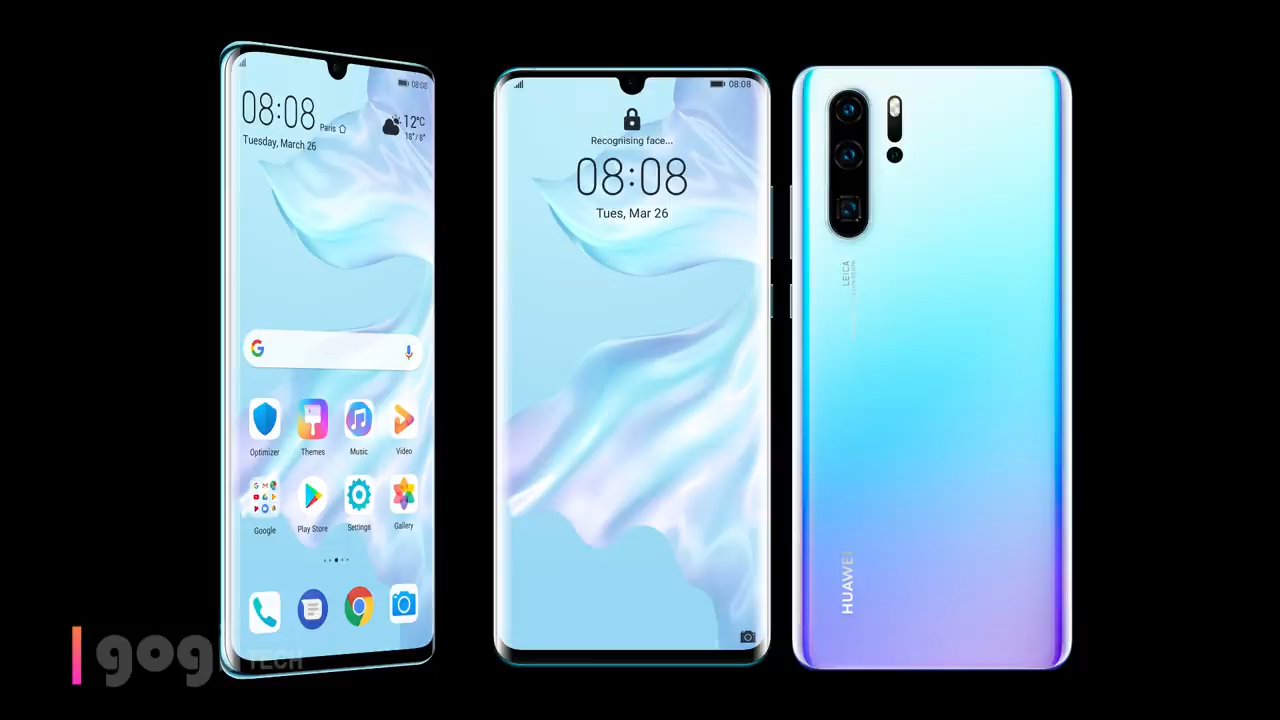 08:08
08:08
Paris
12°C
18°/8°
Tuesday, March 26
Optimizer
Themes
Music
Video
Google
Play Store
Settings
Gallery
08:08
Recognising face...
08:08
Tues, Mar 26
LEICA
HUAWEI
TECH